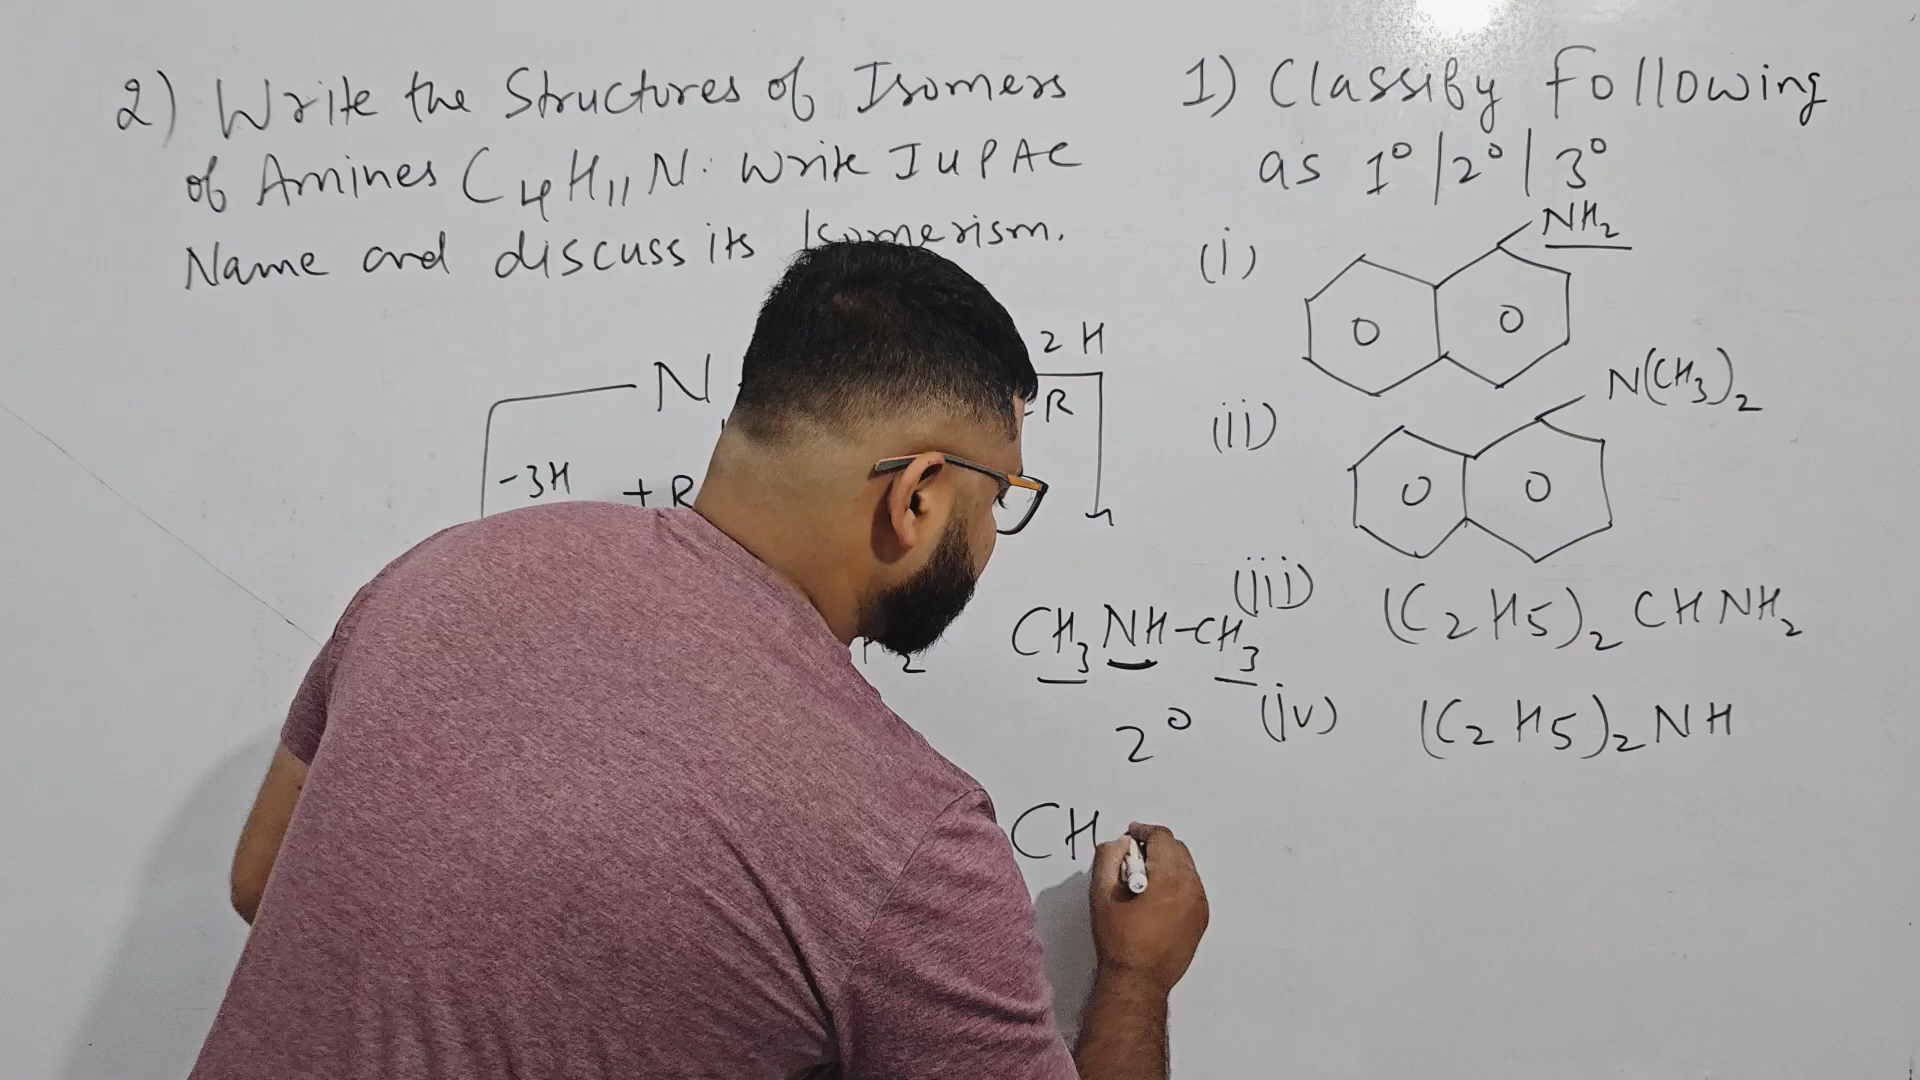 2) Write the Structures of Isomers
of Amines C4H11N. Write IUPAC
Name and discuss its Isomerism.
N
2H
-R
-3H
+R
2
CH3NH-CH3
2°
CH
1) Classify Following
as 1°/2°/3°
(i)
NH2
(ii)
N(CH3)2
(iii) (C2H5)2CHNH2
(iv) (C2H5)2NH